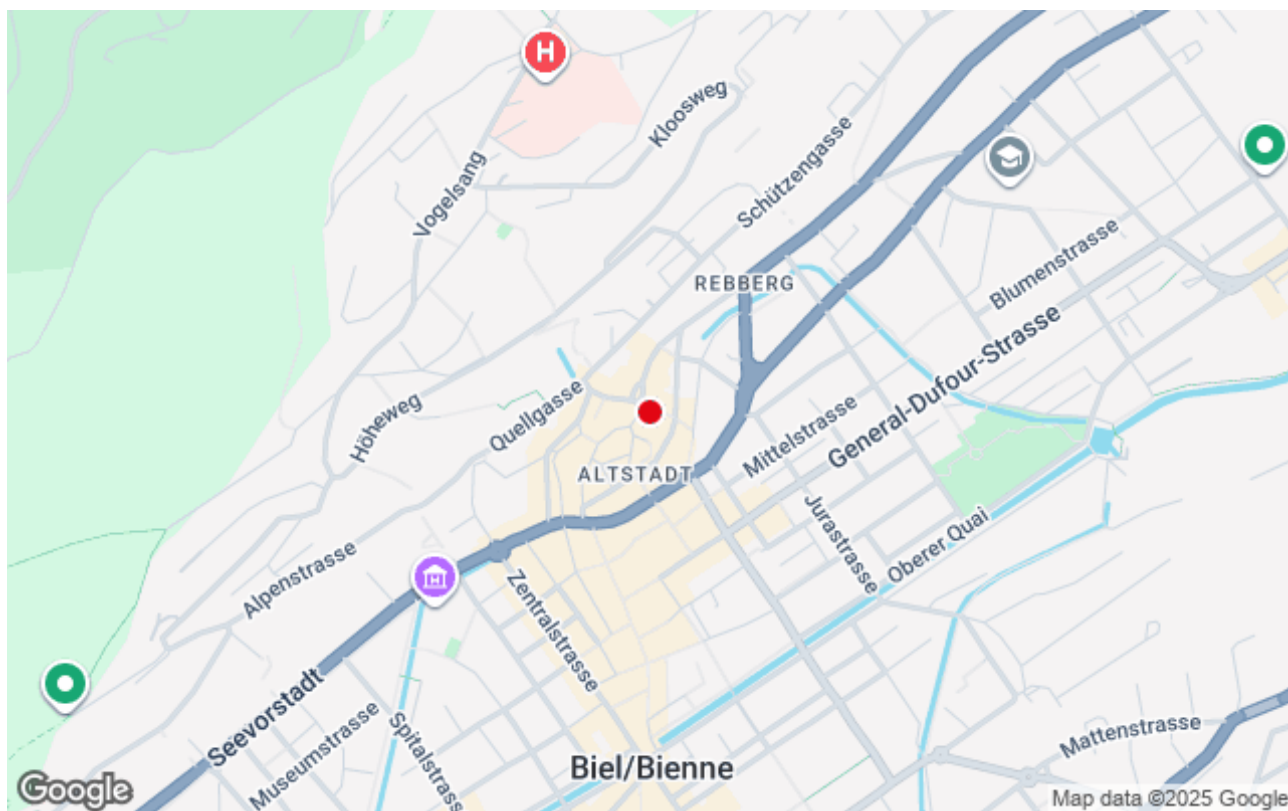 H
Kloosweg
Schützengasse
Vogelsang
REBBERG
Blumenstrasse
General-Dufour-Strasse
Höheweg
Quellgasse
Mittelstrasse
ALTSTADT
Jurastrasse
Oberer Quai
Alpenstrasse
Zentralstrasse
Seevorstadt
Museumstrasse
Spitalstrasse
Mattenstrasse
Biel/Bienne
Google
Map data ©2025 Google